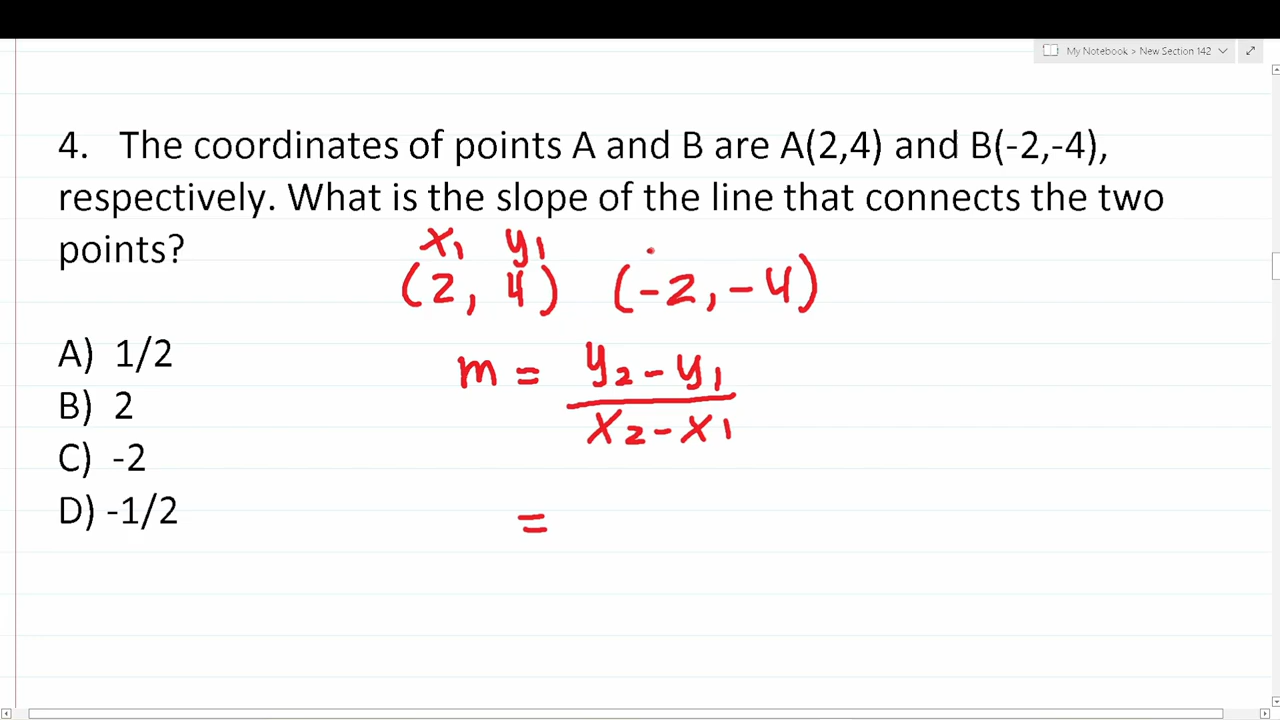 My Notebook > New Section 142
4. The coordinates of points A and B are A(2,4) and B(-2,-4),
respectively. What is the slope of the line that connects the two
points?
x₁ y₁
(2, 4) (-2, -4)
A) 1/2
m = y₂ - y₁
x₂ - x₁
B) 2
C) -2
D) -1/2
=